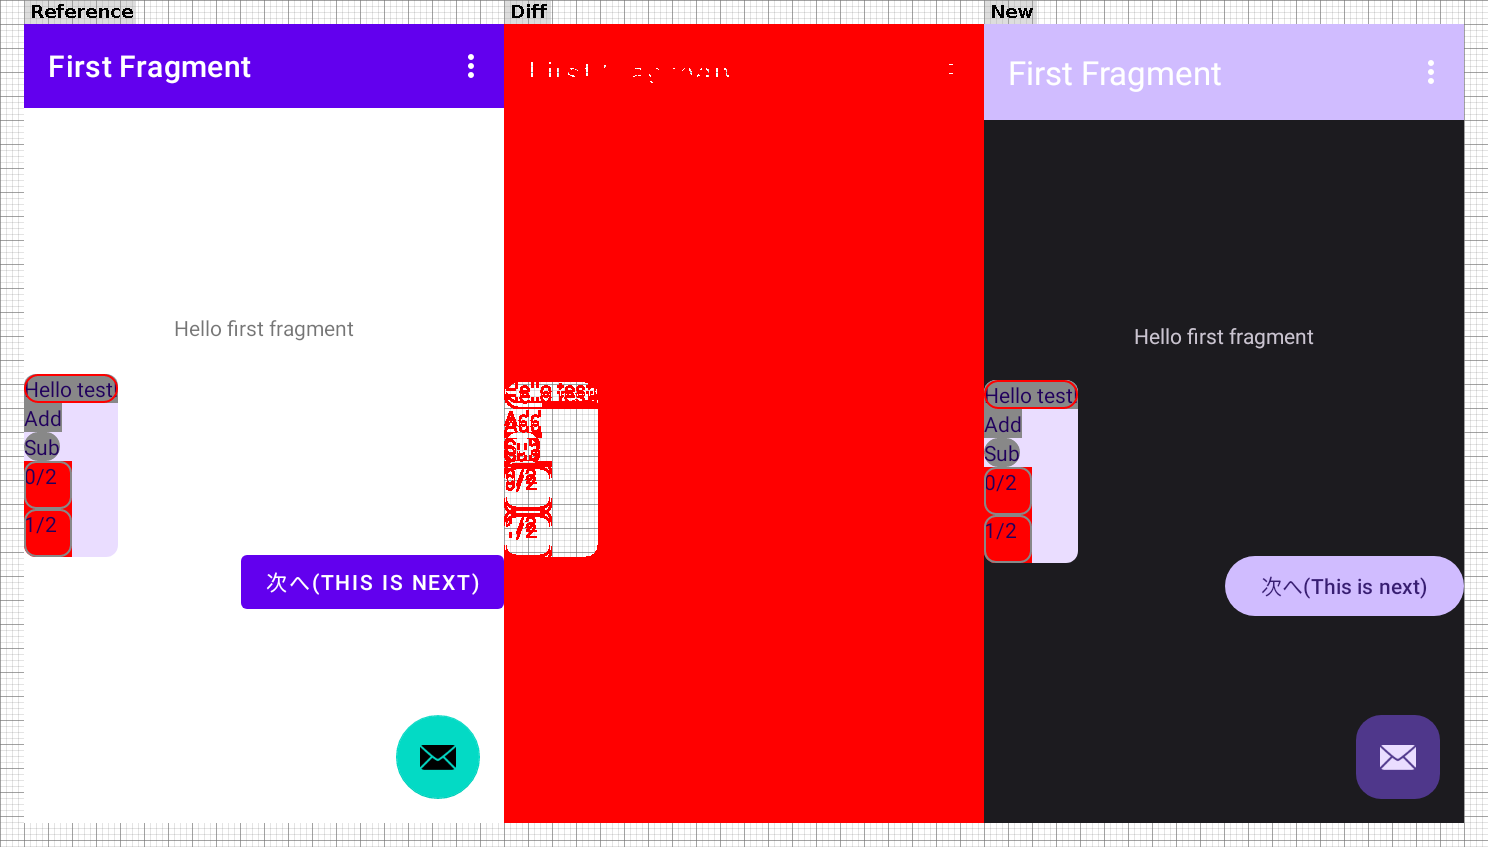 Reference
First Fragment
Hello first fragment
Hello test!
Add
Sub
0/2
1/2
次へ(THIS IS NEXT)
Diff
New
First Fragment
Hello first fragment
Hello test
Add
Sub
0/2
1/2
次へ(This is next)